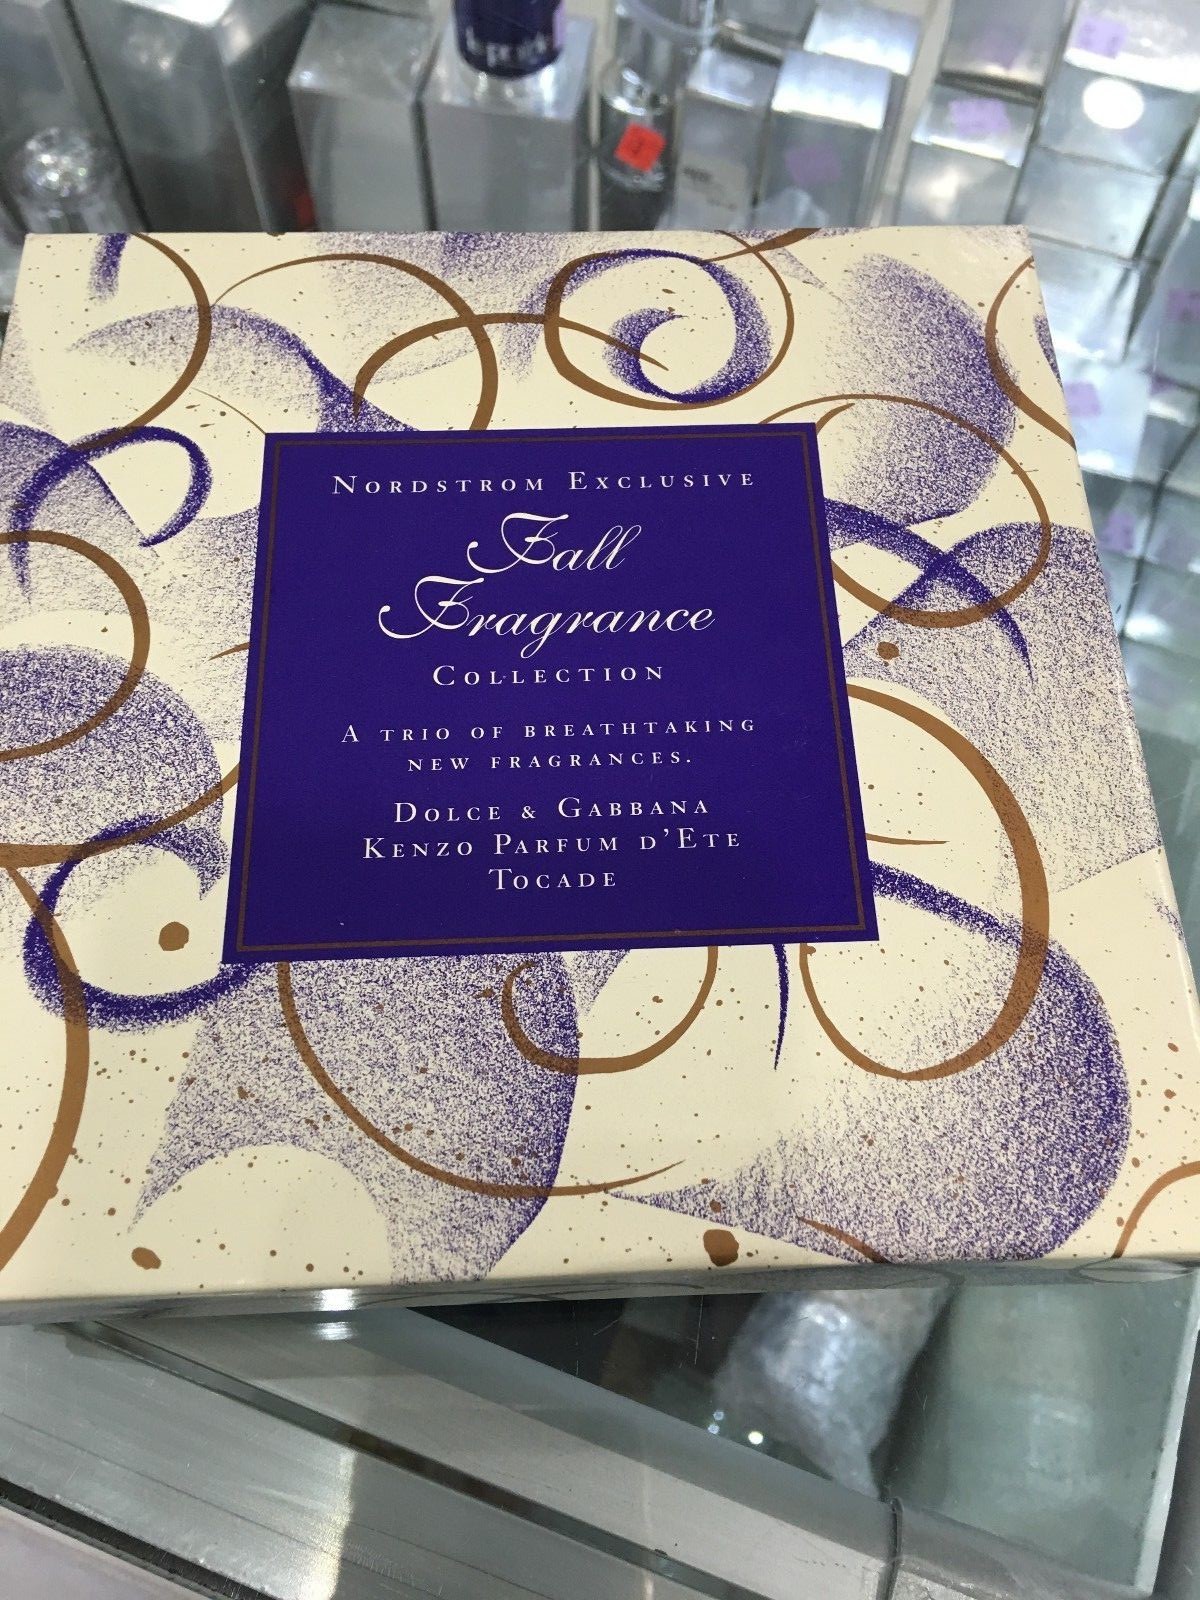 NORDSTROM EXCLUSIVE
Fall
Fragrance
COLLECTION
A TRIO OF BREATHTAKING
NEW FRAGRANCES.
DOLCE & GABBANA
KENZO PARFUM D'ETE
TOCADE